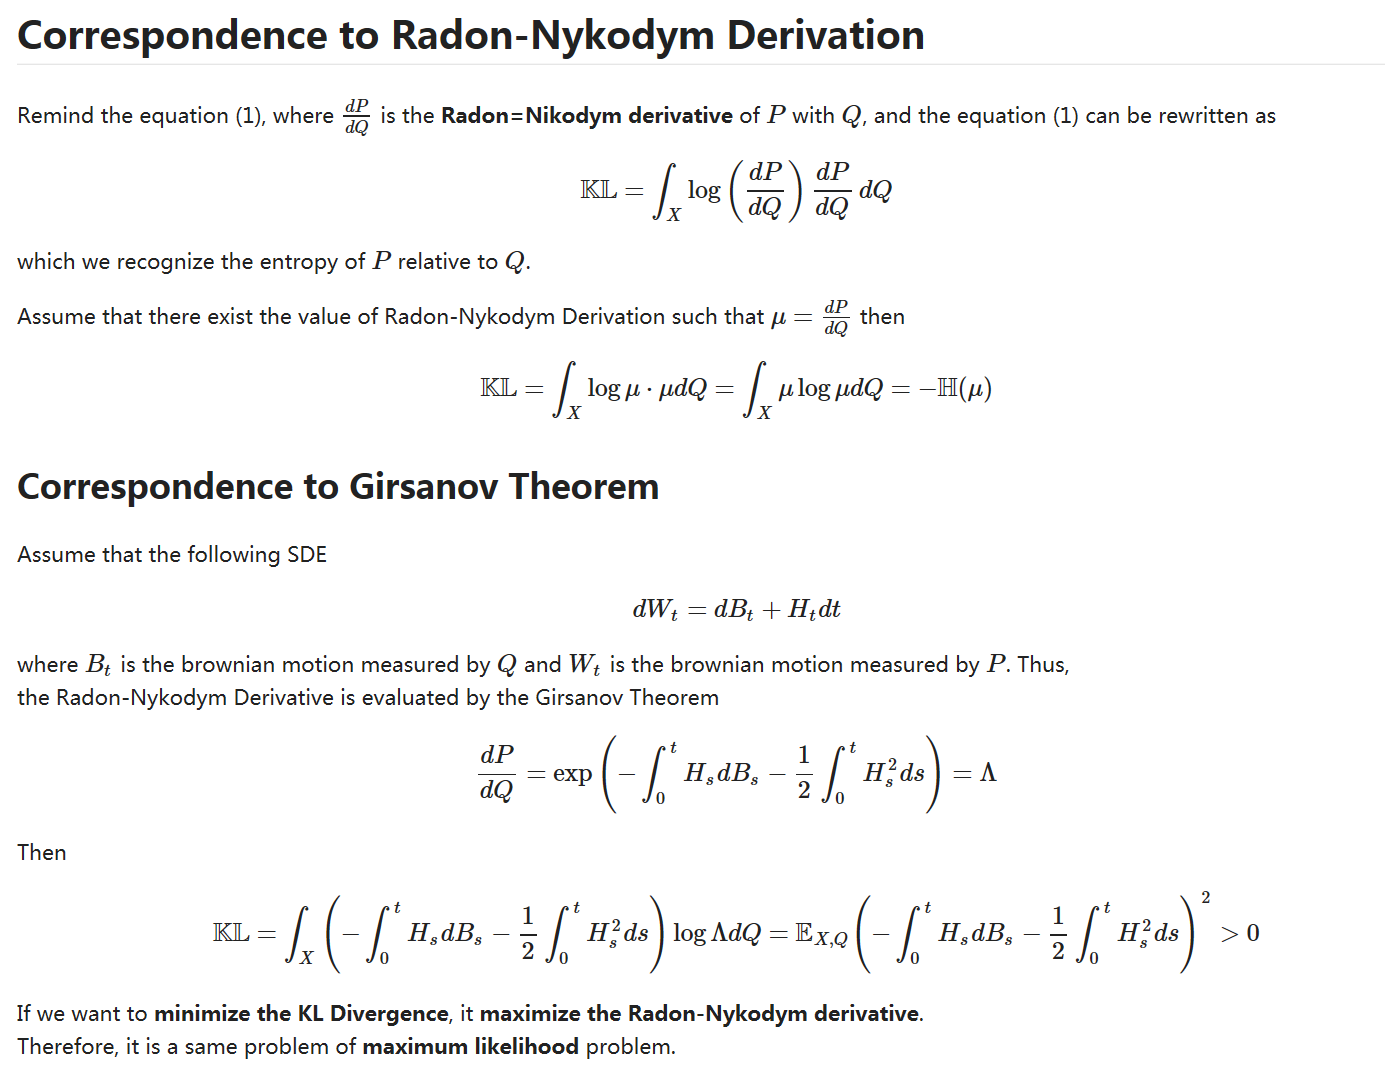 Correspondence to Radon-Nykodym Derivation
Remind the equation (1), where $\frac{dP}{dQ}$ is the Radon=Nikodym derivative of $P$ with $Q$, and the equation (1) can be rewritten as
$$\mathbb{KL} = \int_X \log \left( \frac{dP}{dQ} \right) \frac{dP}{dQ} \, dQ$$
which we recognize the entropy of $P$ relative to $Q$.
Assume that there exist the value of Radon-Nykodym Derivation such that $\mu = \frac{dP}{dQ}$ then
$$\mathbb{KL} = \int_X \log \mu \cdot \mu dQ = \int_X \mu \log \mu dQ = -\mathbb{H}(\mu)$$
Correspondence to Girsanov Theorem
Assume that the following SDE
$$dW_t = dB_t + H_t dt$$
where $B_t$ is the brownian motion measured by $Q$ and $W_t$ is the brownian motion measured by $P$. Thus,
the Radon-Nykodym Derivative is evaluated by the Girsanov Theorem
$$\frac{dP}{dQ} = \exp \left( - \int_0^t H_s dB_s - \frac{1}{2} \int_0^t H_s^2 ds \right) = \Lambda$$
Then
$$\mathbb{KL} = \int_X \left( - \int_0^t H_s dB_s - \frac{1}{2} \int_0^t H_s^2 ds \right) \log \Lambda dQ = \mathbb{E}_{X,Q} \left( - \int_0^t H_s dB_s - \frac{1}{2} \int_0^t H_s^2 ds \right)^2 > 0$$
If we want to minimize the KL Divergence, it maximize the Radon-Nykodym derivative.
Therefore, it is a same problem of maximum likelihood problem.